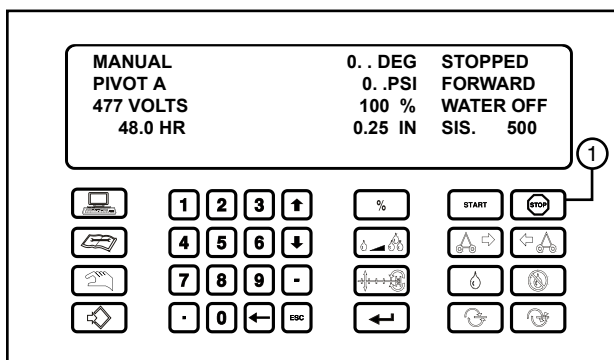 MANUAL 0. . DEG STOPPED
PIVOT A 0. .PSI FORWARD
477 VOLTS 100 % WATER OFF
48.0 HR 0.25 IN SIS. 500
1
1 2 3 % START STOP
4 5 6
7 8 9 -
. 0 ESC